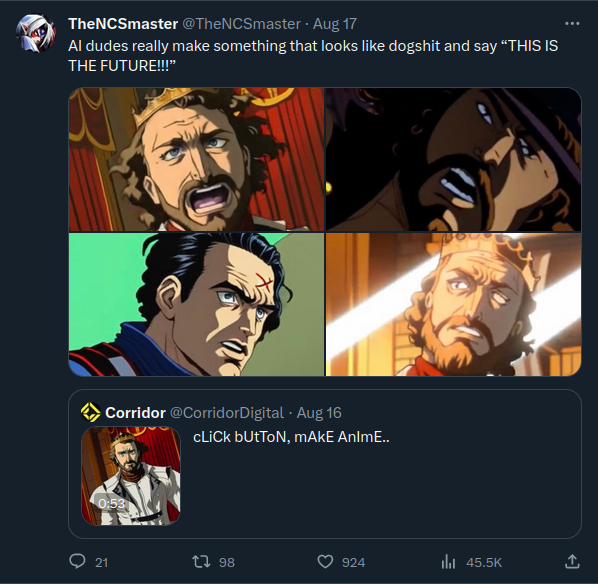 TheNCSmaster @TheNCSmaster · Aug 17
AI dudes really make something that looks like dogshit and say “THIS IS
THE FUTURE!!!”
Corridor @CorridorDigital · Aug 16
cLiCk bUtToN, mAkE AnImE..
0:53
21 98 924 45.5K